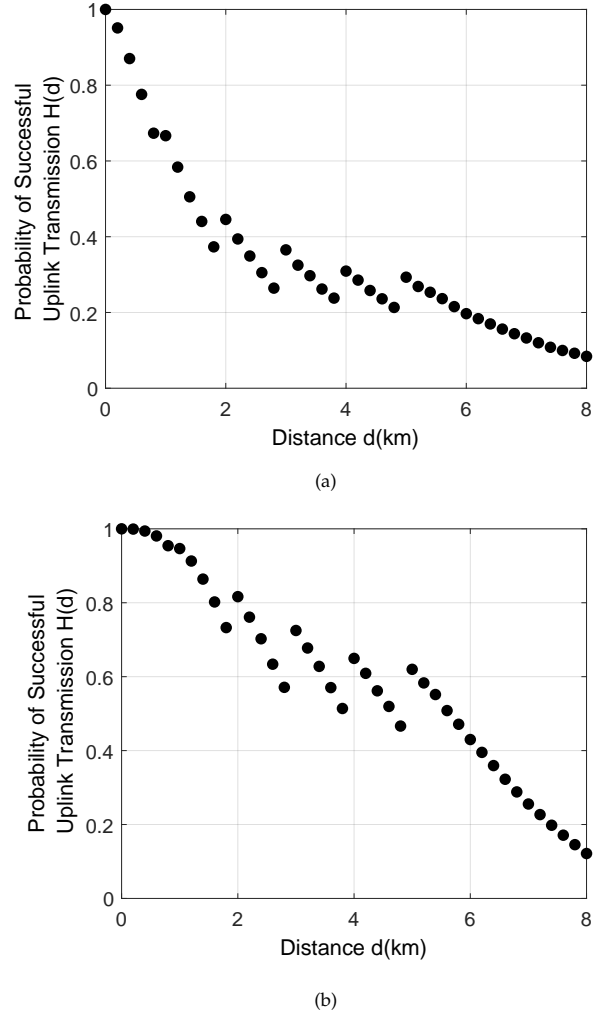 1
0.8
0.6
0.4
0.2
0
Probability of Successful
Uplink Transmission H(d)
0 2 4 6 8
Distance d(km)
(a)
1
0.8
0.6
0.4
0.2
0
Probability of Successful
Uplink Transmission H(d)
0 2 4 6 8
Distance d(km)
(b)